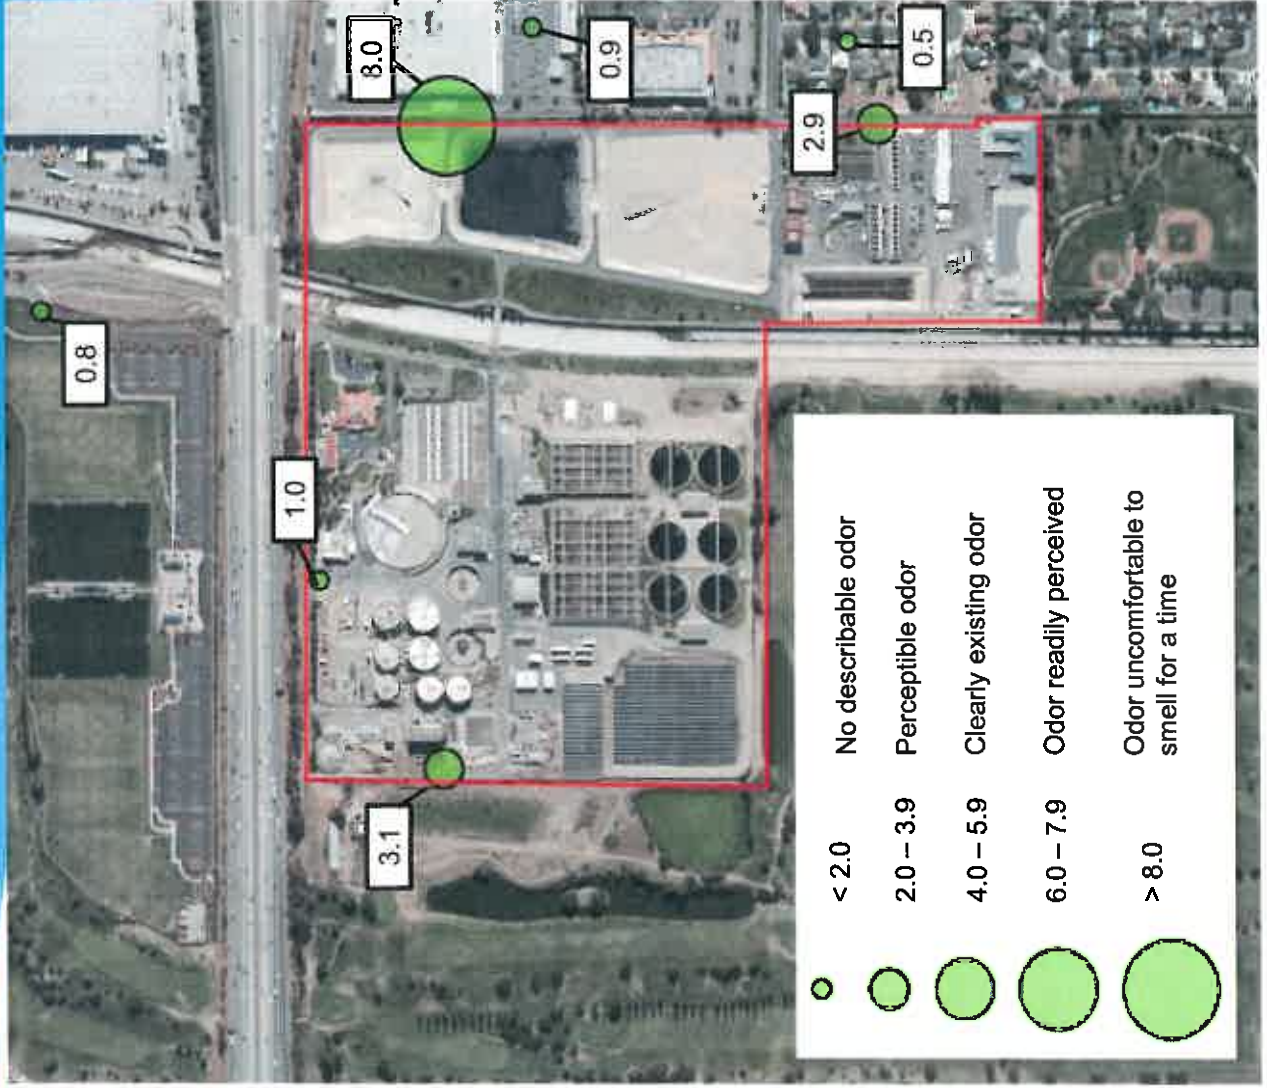 0.8
1.0
3.1
8.0
0.9
2.9
0.5
< 2.0 No describable odor
2.0 – 3.9 Perceptible odor
4.0 – 5.9 Clearly existing odor
6.0 – 7.9 Odor readily perceived
> 8.0 Odor uncomfortable to
smell for a time